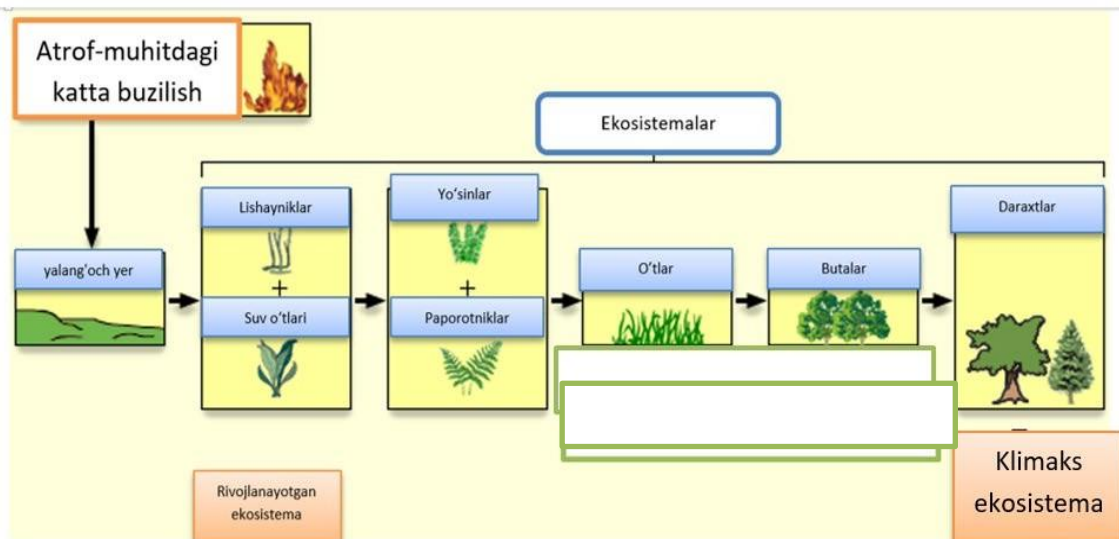 Atrof-muhitdagi
katta buzilish
Ekosistemalar
Lishayniklar
Yo‘sinlar
Daraxtlar
yalang'och yer
O‘tlar
Butalar
+
+
Suv o‘tlari
Paporotniklar
Rivojlanayotgan
ekosistema
Klimaks
ekosistema